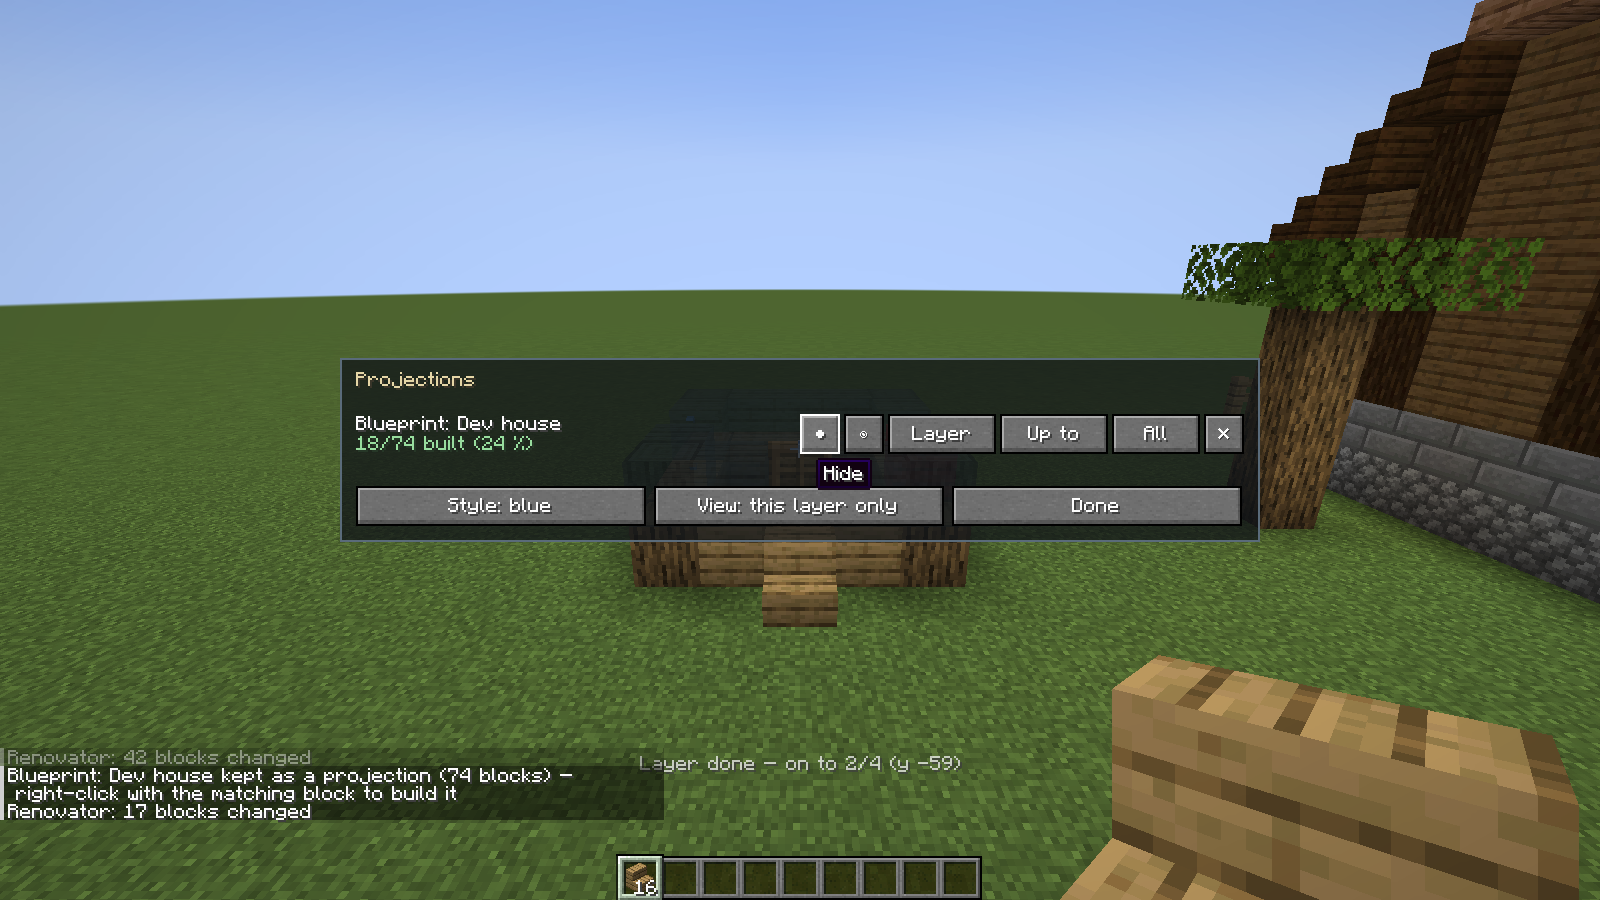 Projections
Blueprint: Dev house
18/74 built (24 %)
Layer
Up to
All
×
Hide
Style: blue
View: this layer only
Done
Renovator: 42 blocks changed
Blueprint: Dev house kept as a projection (74 blocks) —
right-click with the matching block to build it
Renovator: 17 blocks changed
Layer done — on to 2/4 (y -59)
16